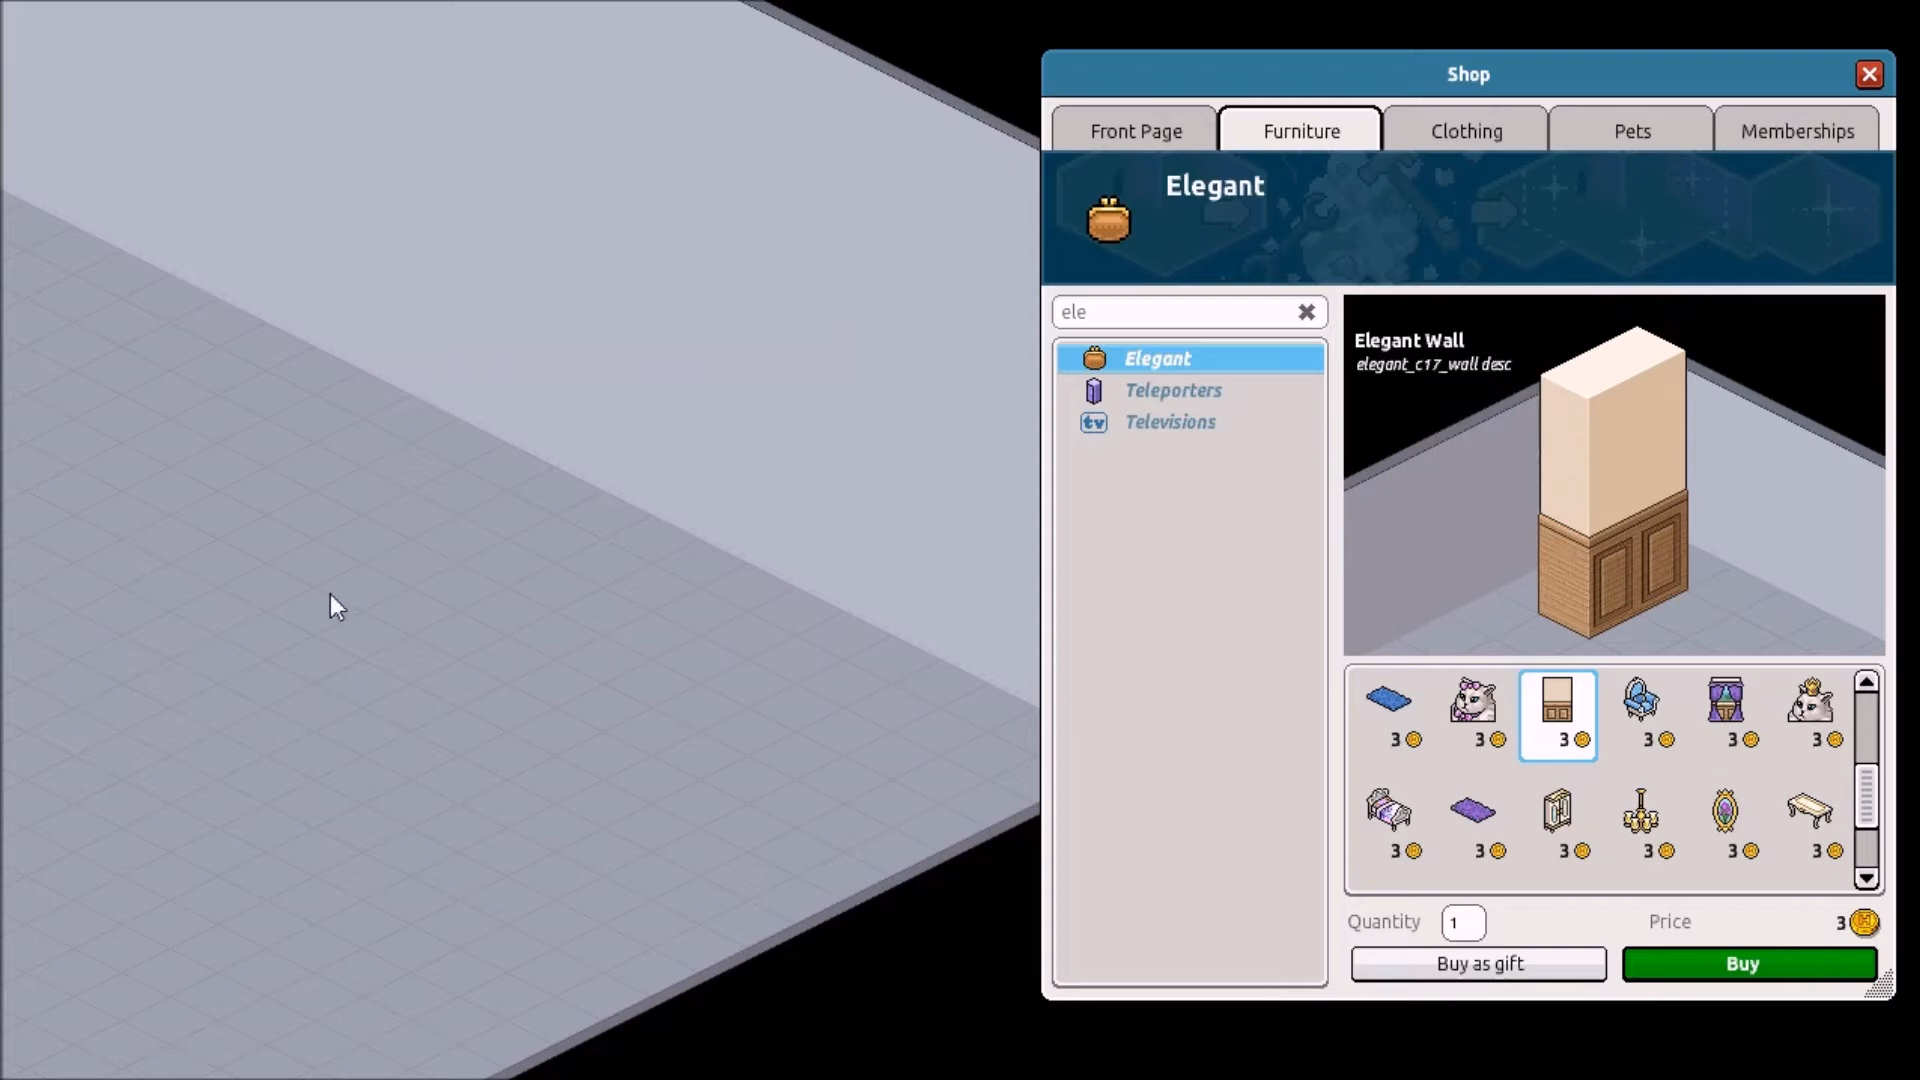 Shop
Front Page
Furniture
Clothing
Pets
Memberships
Elegant
ele
Elegant
Teleporters
tv Televisions
Elegant Wall
elegant_c17_wall desc
3 3 3 3 3 3
3 3 3 3 3 3
Quantity 1 Price 3
Buy as gift Buy